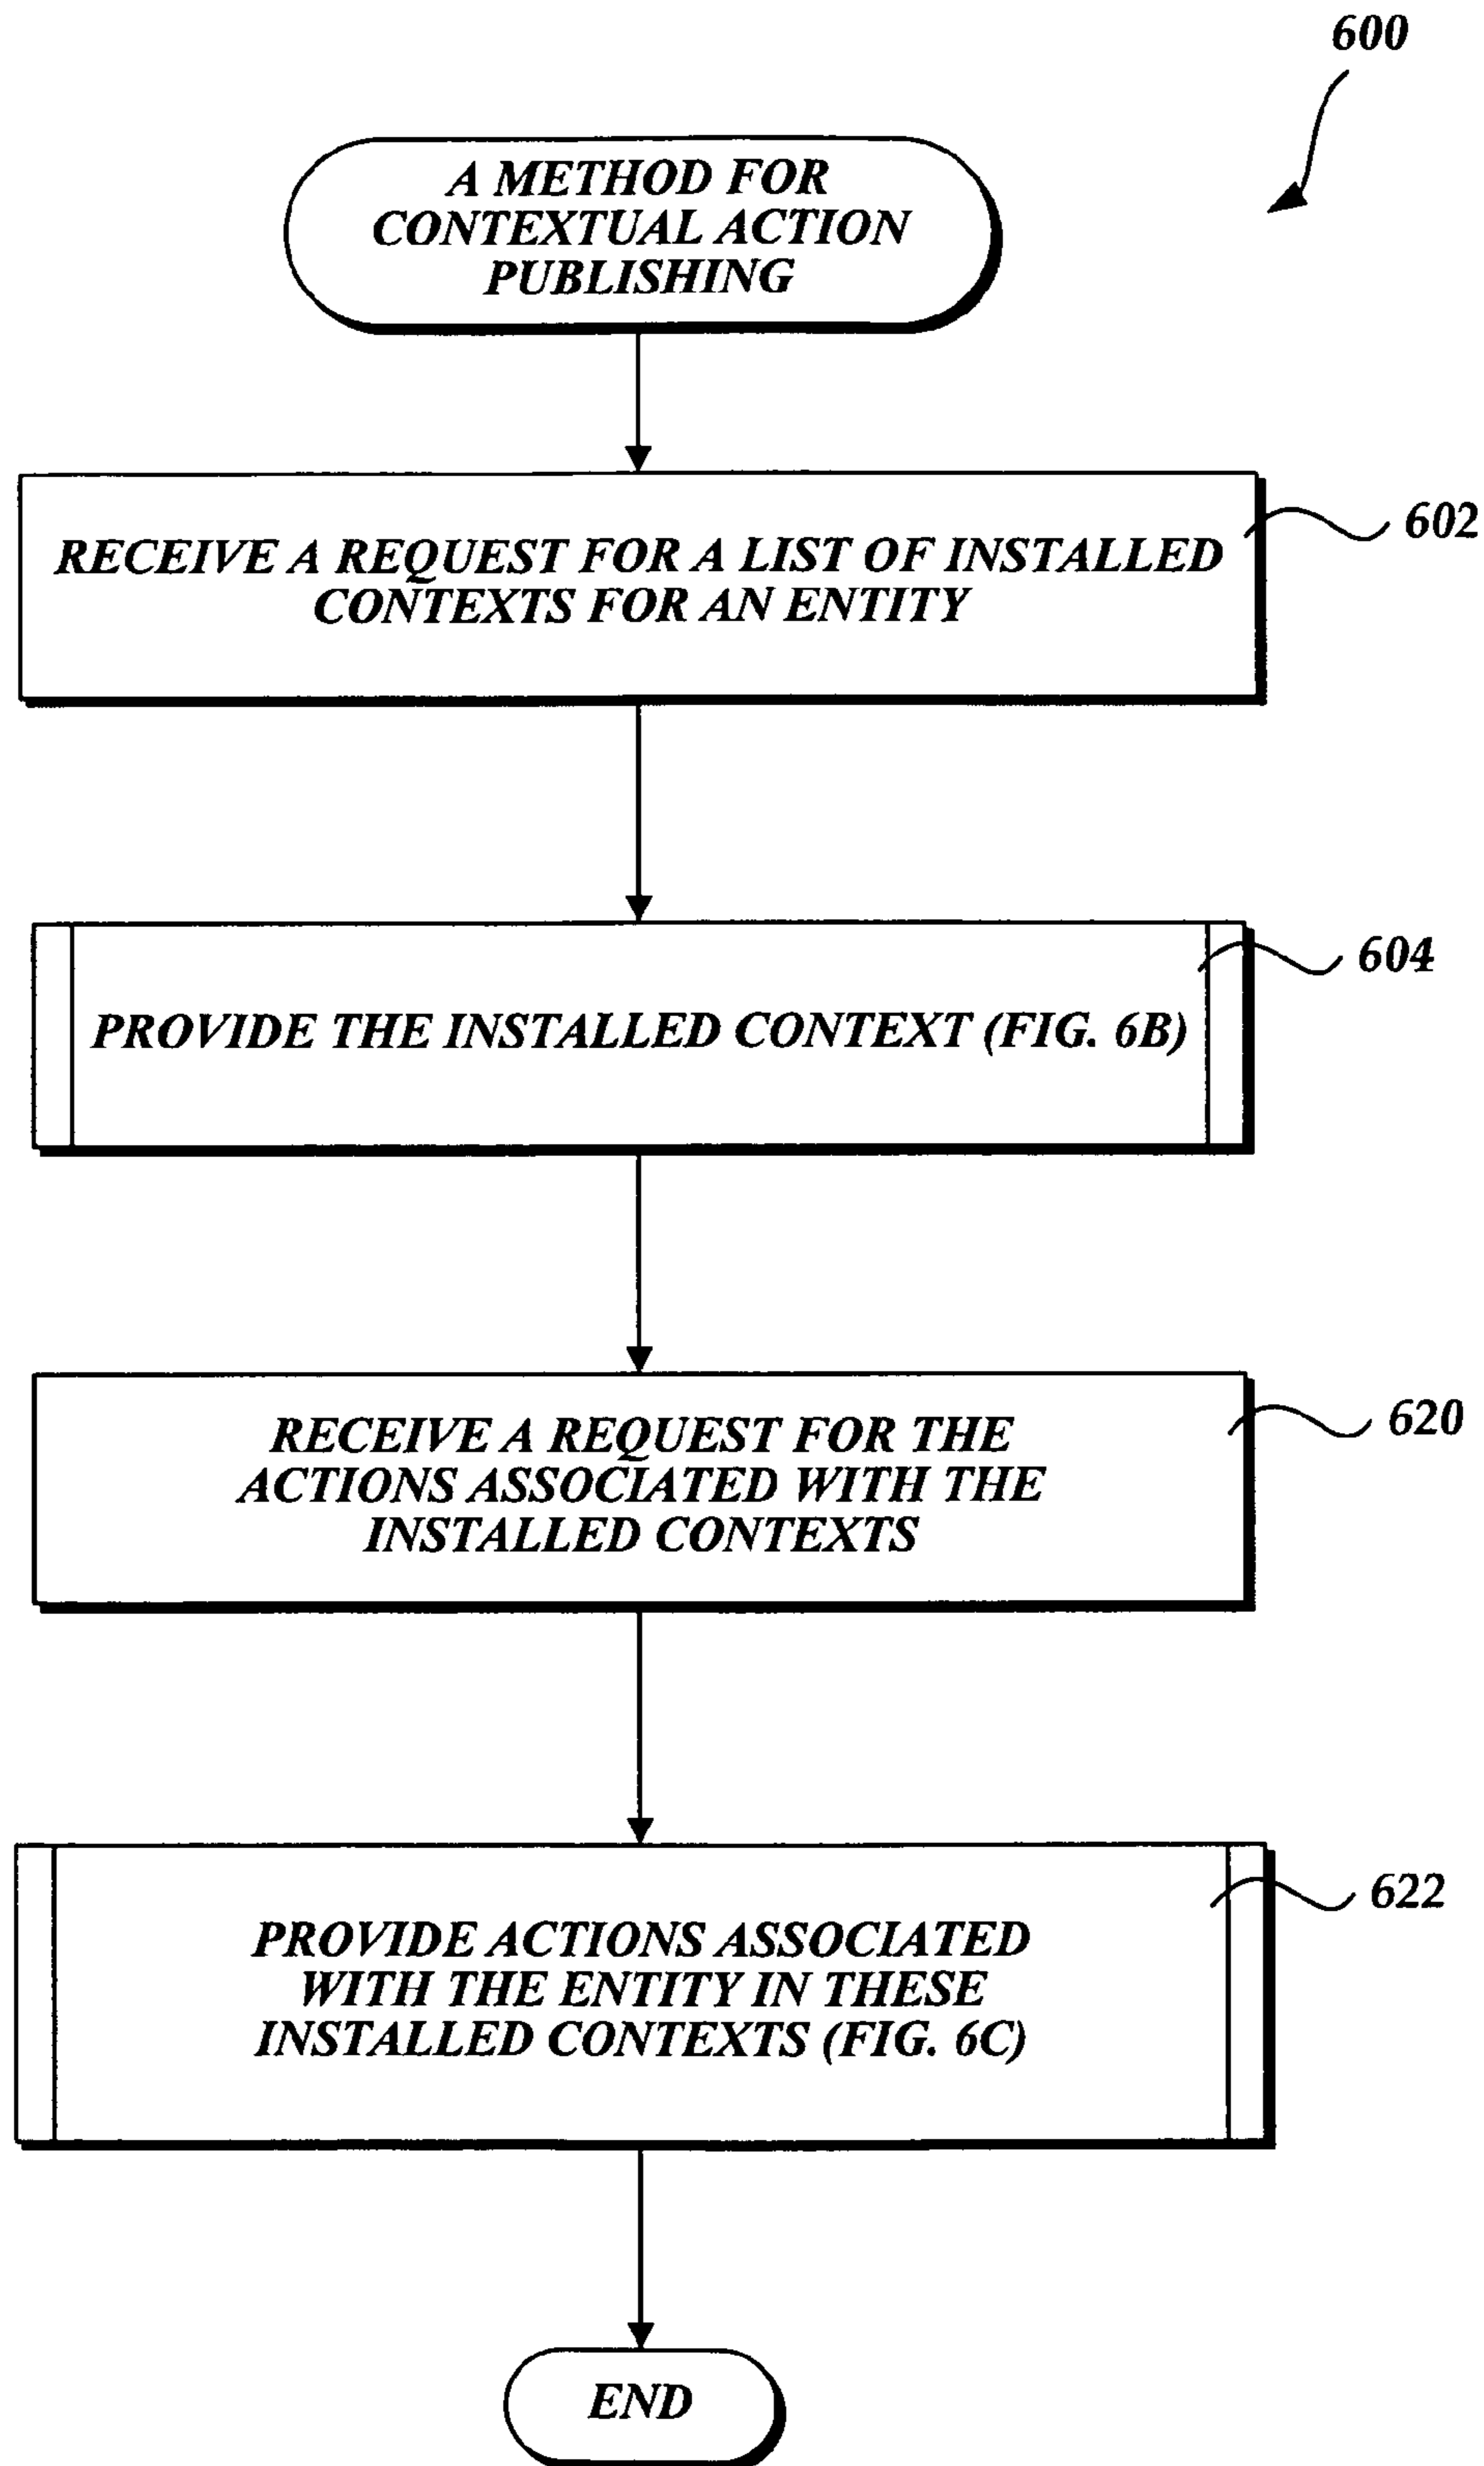 600
A METHOD FOR
CONTEXTUAL ACTION
PUBLISHING
RECEIVE A REQUEST FOR A LIST OF INSTALLED
CONTEXTS FOR AN ENTITY
602
PROVIDE THE INSTALLED CONTEXT (FIG. 6B)
604
RECEIVE A REQUEST FOR THE
ACTIONS ASSOCIATED WITH THE
INSTALLED CONTEXTS
620
PROVIDE ACTIONS ASSOCIATED
WITH THE ENTITY IN THESE
INSTALLED CONTEXTS (FIG. 6C)
622
END